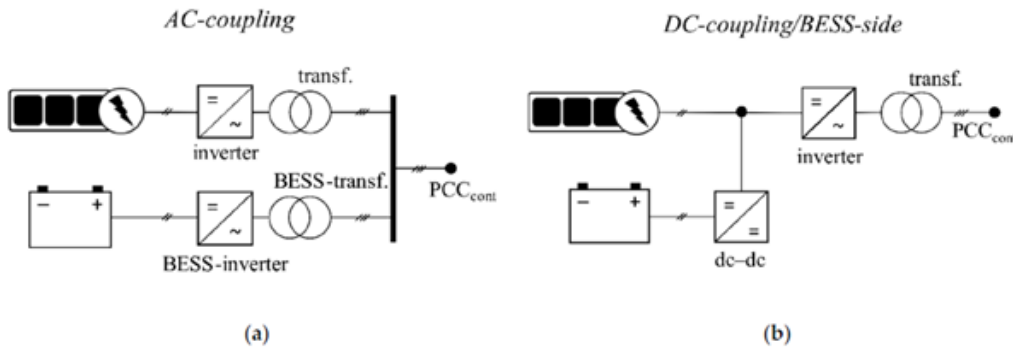 AC-coupling
transf.
inverter
BESS-transf.
PCCcont
− +
BESS-inverter
(a)
DC-coupling/BESS-side
transf.
inverter
PCCcon
− +
dc–dc
(b)